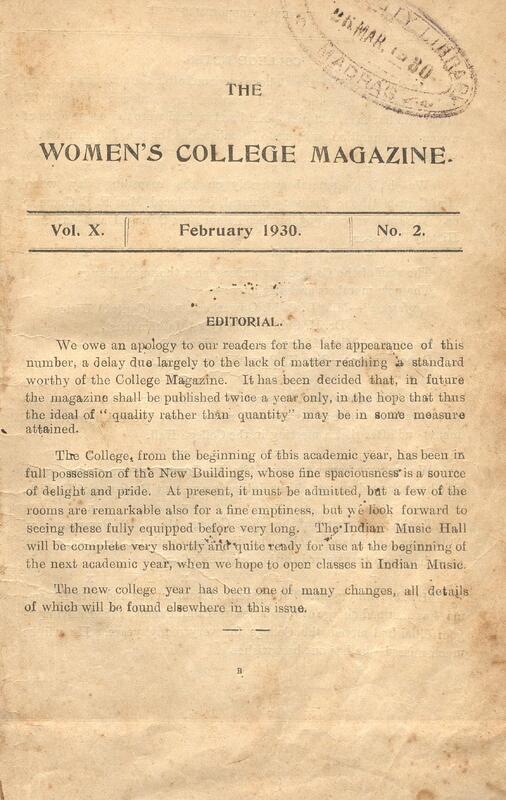 LIBRARY
26 MAR. 1930
MADRAS
THE
WOMEN'S COLLEGE MAGAZINE.
Vol. X. February 1930. No. 2.
EDITORIAL.
We owe an apology to our readers for the late appearance of this
number, a delay due largely to the lack of matter reaching a standard
worthy of the College Magazine. It has been decided that, in future
the magazine shall be published twice a year only, in the hope that thus
the ideal of "quality rather than quantity" may be in some measure
attained.
The College, from the beginning of this academic year, has been in
full possession of the New Buildings, whose fine spaciousness is a source
of delight and pride. At present, it must be admitted, but a few of the
rooms are remarkable also for a fine emptiness, but we look forward to
seeing these fully equipped before very long. The Indian Music Hall
will be complete very shortly and quite ready for use at the beginning of
the next academic year, when we hope to open classes in Indian Music.
The new college year has been one of many changes, all details
of which will be found elsewhere in this issue.
B